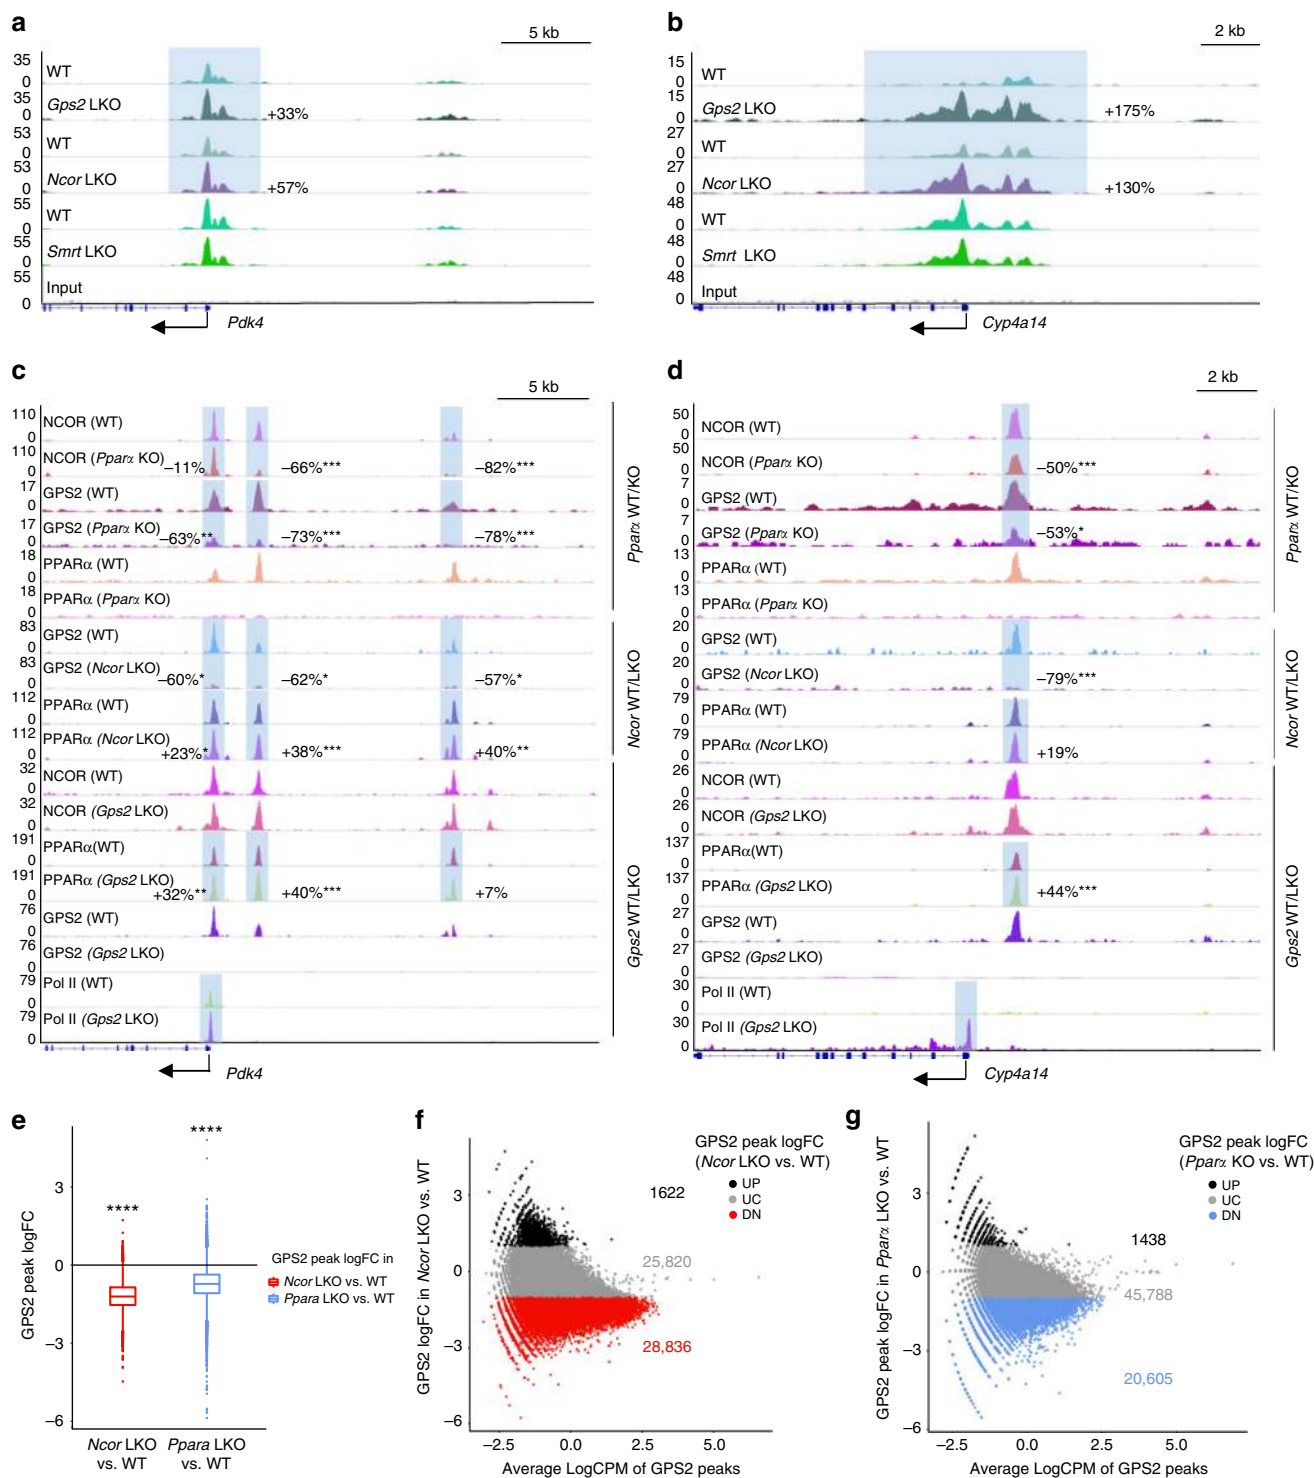 a
5 kb
35
0
WT
35
0
Gps2 LKO
+33%
53
0
WT
53
0
Ncor LKO
+57%
55
0
WT
55
0
Smrt LKO
55
0
Input
Pdk4
b
2 kb
15
0
WT
15
0
Gps2 LKO
+175%
27
0
WT
27
0
Ncor LKO
+130%
48
0
WT
48
0
Smrt LKO
48
0
Input
Cyp4a14
c
5 kb
110
0
NCOR (WT)
110
0
NCOR (Pparα KO)
–11%
–66%***
–82%***
17
0
GPS2 (WT)
17
0
GPS2 (Pparα KO)
–63%**
–73%***
–78%***
18
0
PPARα (WT)
18
0
PPARα (Pparα KO)
Pparα WT/KO
83
0
GPS2 (WT)
83
0
GPS2 (Ncor LKO)
–60%*
–62%*
–57%*
112
0
PPARα (WT)
112
0
PPARα (Ncor LKO)
+23%*
+38%***
+40%**
Ncor WT/LKO
32
0
NCOR (WT)
32
0
NCOR (Gps2 LKO)
191
0
PPARα(WT)
191
0
PPARα (Gps2 LKO)
+32%**
+40%***
+7%
76
0
GPS2 (WT)
76
0
GPS2 (Gps2 LKO)
79
0
Pol II (WT)
79
0
Pol II (Gps2 LKO)
Gps2 WT/LKO
Pdk4
d
2 kb
50
0
NCOR (WT)
50
0
NCOR (Pparα KO)
–50%***
7
0
GPS2 (WT)
7
0
GPS2 (Pparα KO)
–53%*
13
0
PPARα (WT)
13
0
PPARα (Pparα KO)
Pparα WT/KO
20
0
GPS2 (WT)
20
0
GPS2 (Ncor LKO)
–79%***
79
0
PPARα (WT)
79
0
PPARα (Ncor LKO)
+19%
Ncor WT/LKO
26
0
NCOR (WT)
26
0
NCOR (Gps2 LKO)
137
0
PPARα(WT)
137
0
PPARα (Gps2 LKO)
+44%***
27
0
GPS2 (WT)
27
0
GPS2 (Gps2 LKO)
30
0
Pol II (WT)
30
0
Pol II (Gps2 LKO)
Gps2 WT/LKO
Cyp4a14
e
GPS2 peak logFC
3
0
–3
–6
****
****
GPS2 peak logFC in
Ncor LKO vs. WT
Ppara LKO vs. WT
Ncor LKO
vs. WT
Ppara LKO
vs. WT
f
GPS2 logFC in Ncor LKO vs. WT
3
0
–3
–6
GPS2 peak logFC
(Ncor LKO vs. WT)
UP
UC
DN
1622
25,820
28,836
–2.5
0.0
2.5
5.0
Average LogCPM of GPS2 peaks
g
GPS2 peak logFC in Pparα LKO vs. WT
3
0
–3
–6
GPS2 peak logFC
(Pparα KO vs. WT)
UP
UC
DN
1438
45,788
20,605
–2.5
0.0
2.5
5.0
Average LogCPM of GPS2 peaks